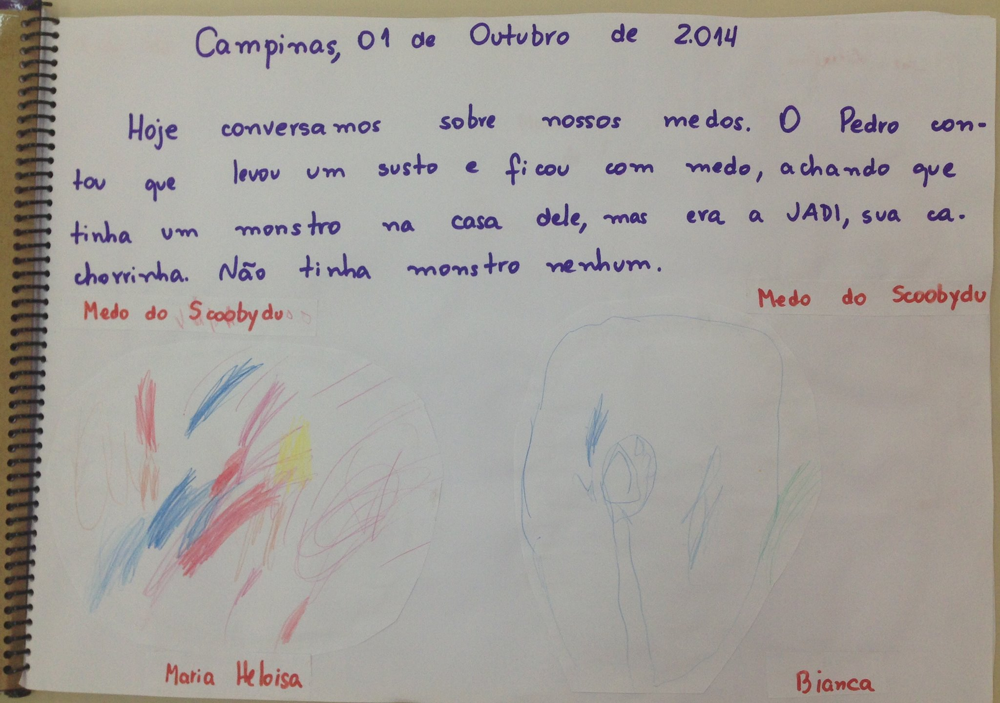 Campinas, 01 de Outubro de 2.014
Hoje conversamos sobre nossos medos. O Pedro con-
tou que levou um susto e ficou com medo, achando que
tinha um monstro na casa dele, mas era a JADI, sua ca-
chorrinha. Não tinha monstro nenhum.
Medo do Scoobydu
Medo do Scoobydu
Maria Heloisa
Bianca